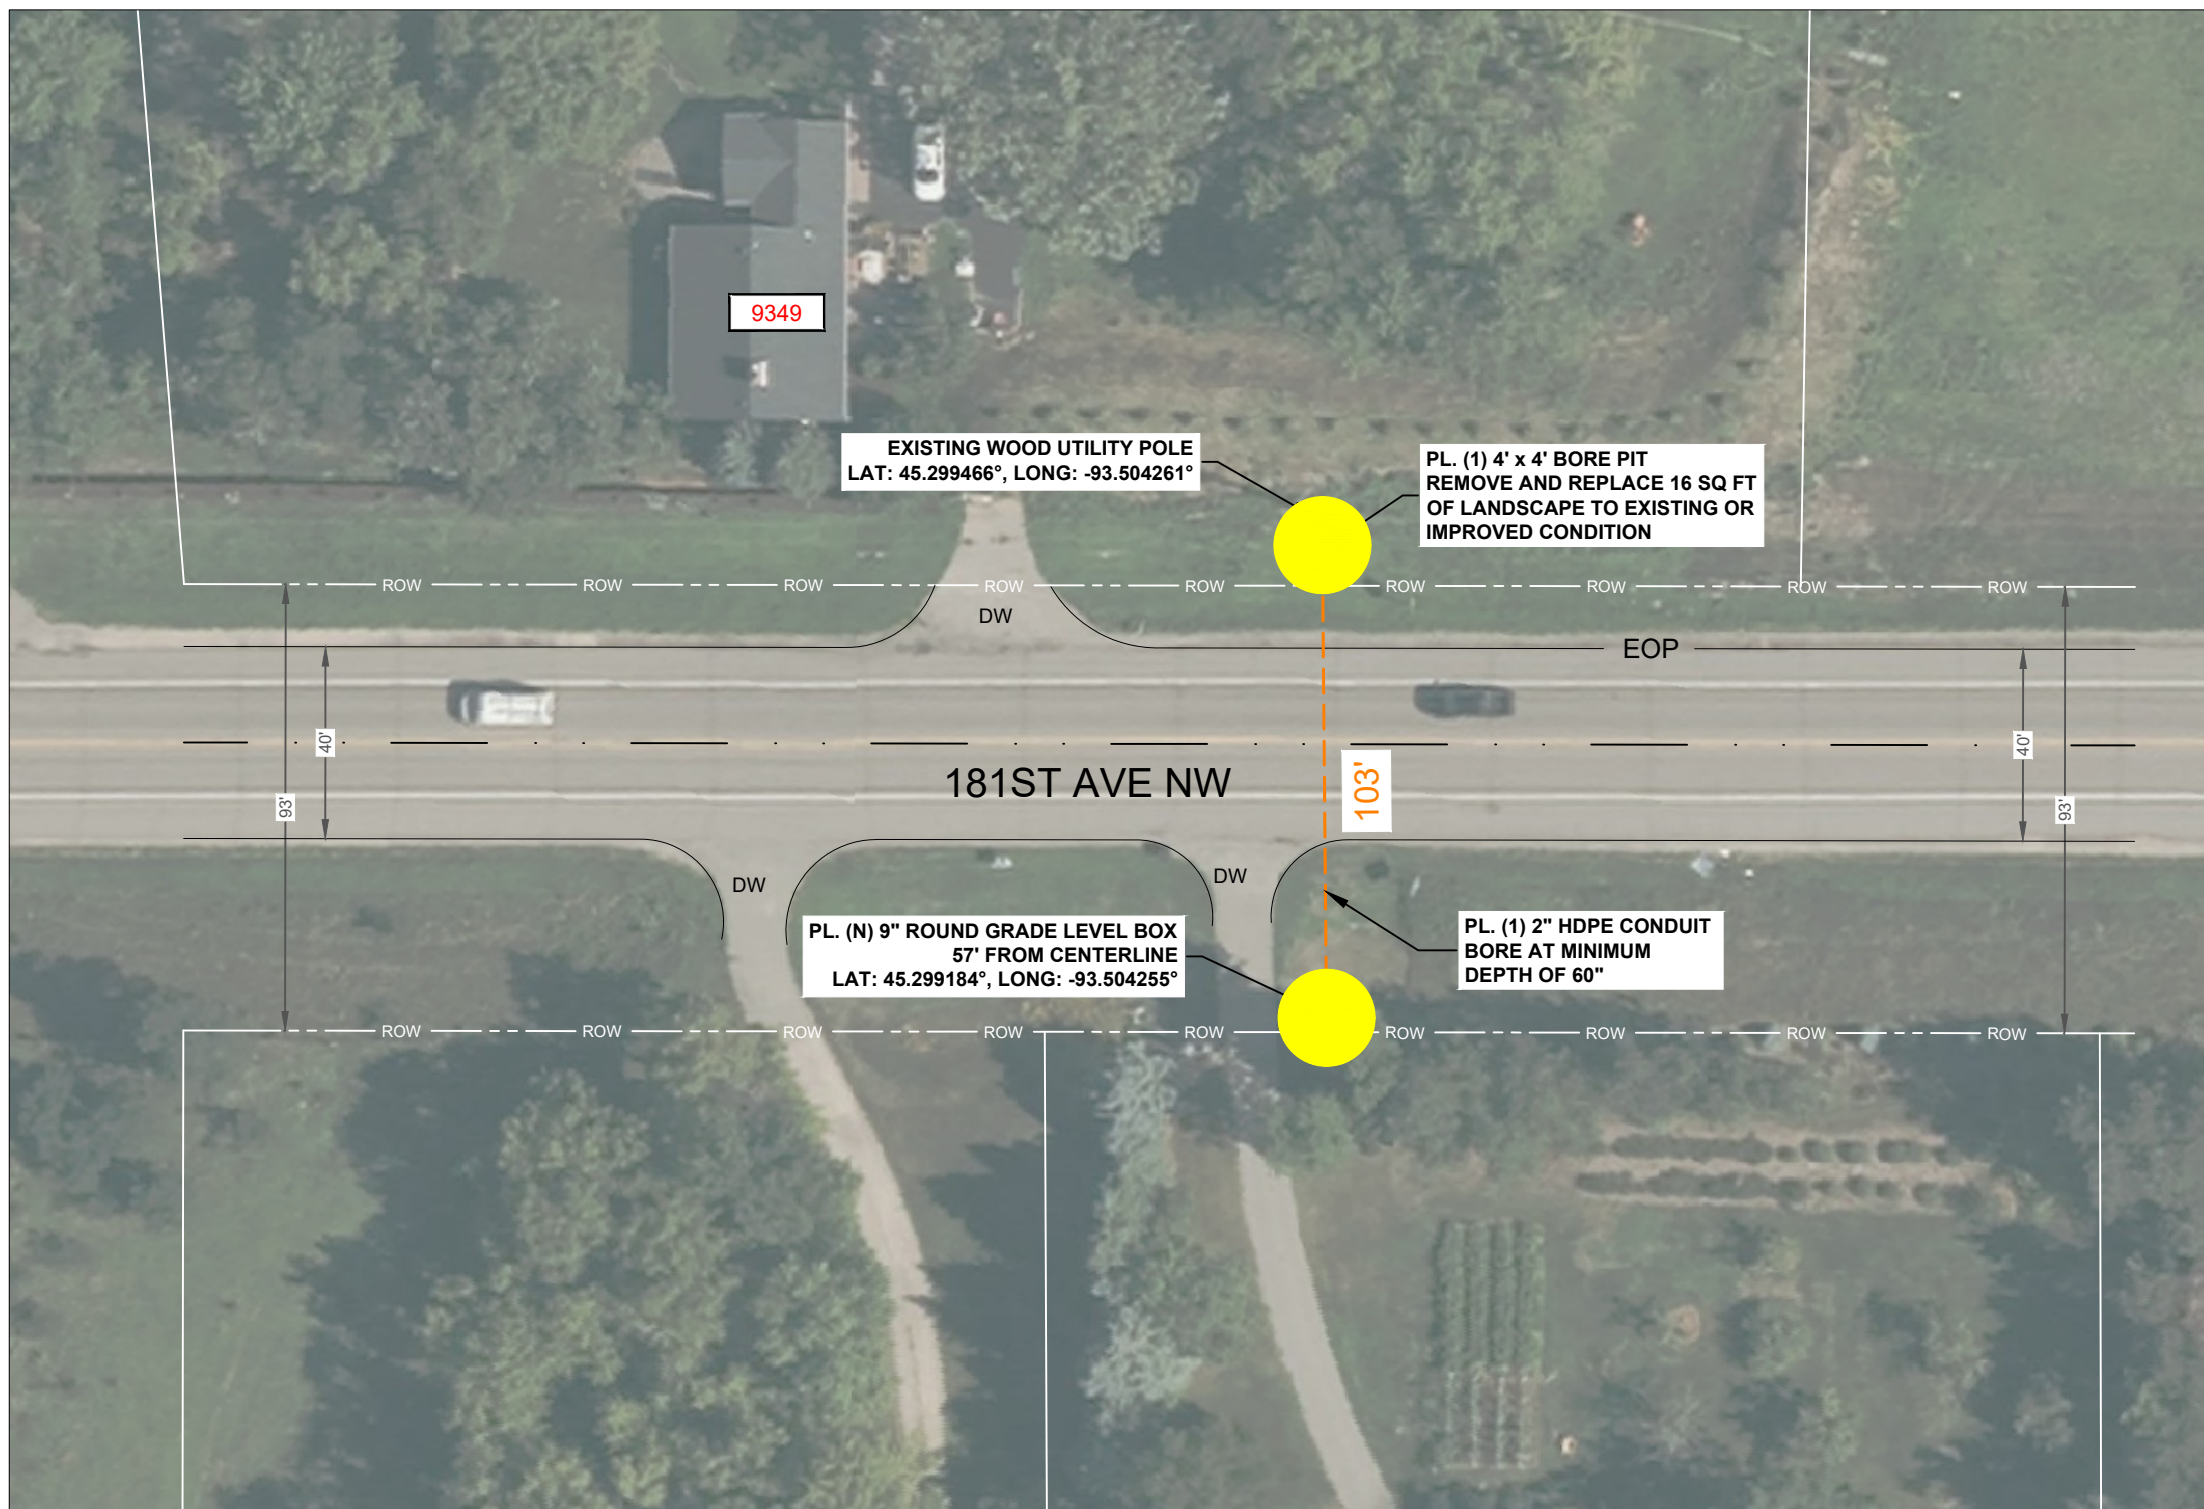 9349
EXISTING WOOD UTILITY POLE
LAT: 45.299466°, LONG: -93.504261°
PL. (1) 4' x 4' BORE PIT
REMOVE AND REPLACE 16 SQ FT
OF LANDSCAPE TO EXISTING OR
IMPROVED CONDITION
ROW ROW ROW ROW ROW ROW ROW ROW ROW
DW
EOP
40'
40'
181ST AVE NW
103'
93'
93'
DW
DW
PL. (N) 9" ROUND GRADE LEVEL BOX
57' FROM CENTERLINE
LAT: 45.299184°, LONG: -93.504255°
PL. (1) 2" HDPE CONDUIT
BORE AT MINIMUM
DEPTH OF 60"
ROW ROW ROW ROW ROW ROW ROW ROW ROW